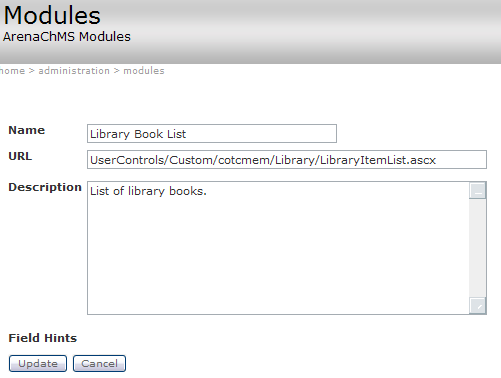 Modules
ArenaChMS Modules
home > administration > modules
Name Library Book List
URL UserControls/Custom/cotcmem/Library/LibraryItemList.ascx
Description List of library books.
Field Hints
Update Cancel